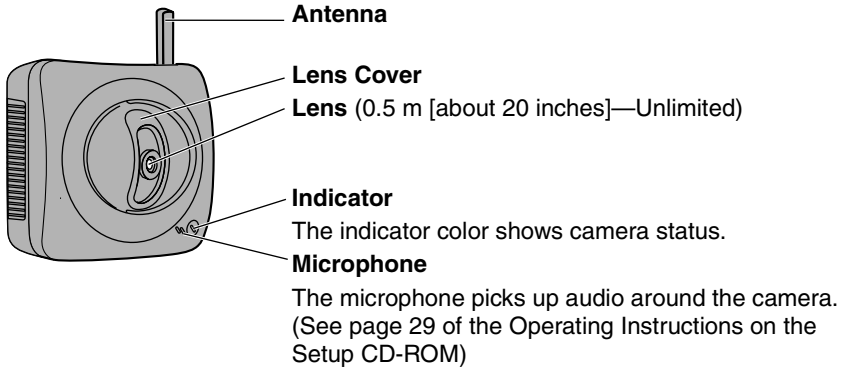 Antenna
Lens Cover
Lens (0.5 m [about 20 inches]—Unlimited)
Indicator
The indicator color shows camera status.
Microphone
The microphone picks up audio around the camera.
(See page 29 of the Operating Instructions on the
Setup CD-ROM)